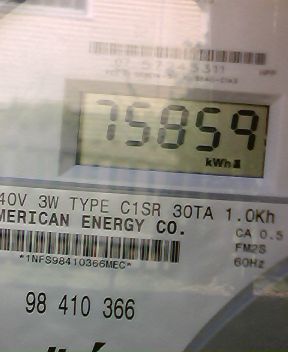 75859
kWh
40V 3W TYPE C1SR 30TA 1.0Kh
MERICAN ENERGY CO.
CA 0.5
*1NFS98410366MEC*
FM2S
60Hz
98 410 366